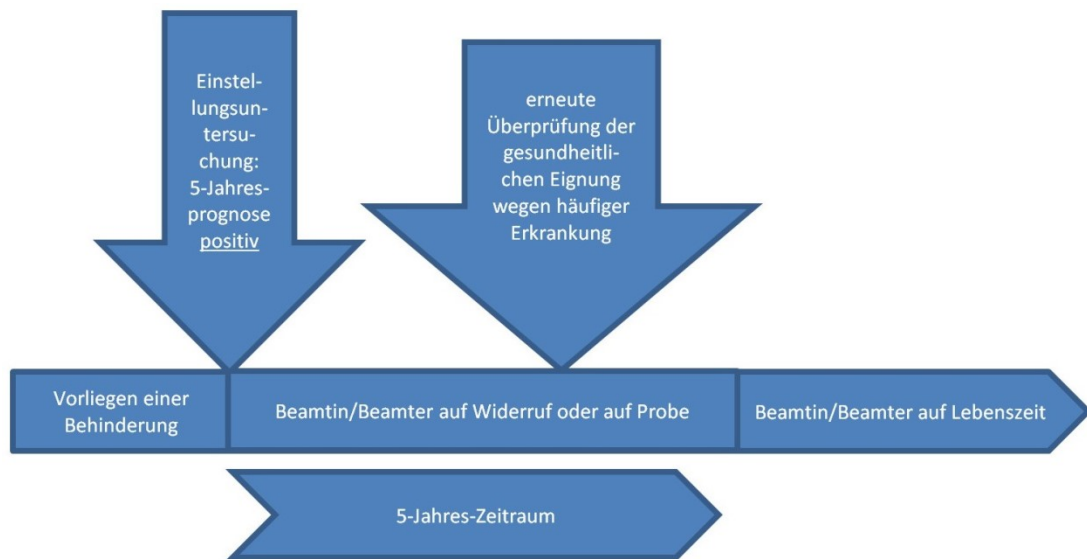 Einstel-
lungsun-
tersu-
chung:
5-Jahres-
prognose
positiv
erneute
Überprüfung der
gesundheitli-
chen Eignung
wegen häufiger
Erkrankung
Vorliegen einer
Behinderung
Beamtin/Beamter auf Widerruf oder auf Probe
Beamtin/Beamter auf Lebenszeit
5-Jahres-Zeitraum